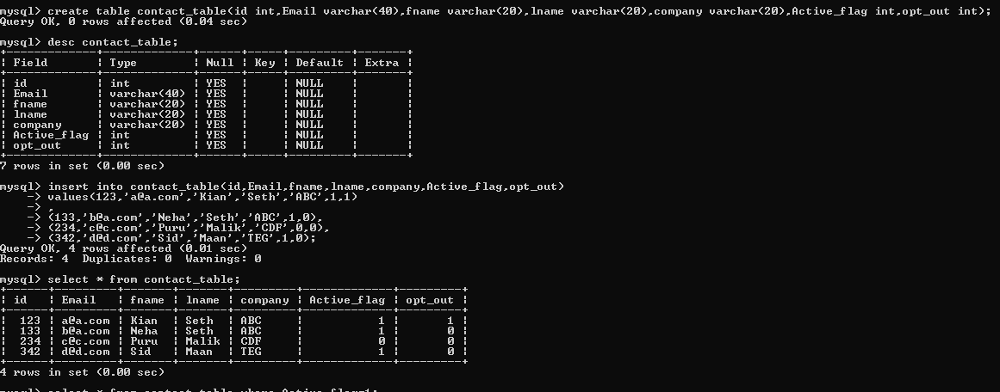 mysql> create table contact_table(id int,Email varchar(40),fname varchar(20),lname varchar(20),company varchar(20),Active_flag int,opt_out int);
Query OK, 0 rows affected (0.04 sec)
mysql> desc contact_table;
+-------------+-------------+------+-----+---------+-------+
| Field       | Type        | Null | Key | Default | Extra |
+-------------+-------------+------+-----+---------+-------+
| id          | int         | YES  |     | NULL    |       |
| Email       | varchar(40) | YES  |     | NULL    |       |
| fname       | varchar(20) | YES  |     | NULL    |       |
| lname       | varchar(20) | YES  |     | NULL    |       |
| company     | varchar(20) | YES  |     | NULL    |       |
| Active_flag | int         | YES  |     | NULL    |       |
| opt_out     | int         | YES  |     | NULL    |       |
+-------------+-------------+------+-----+---------+-------+
7 rows in set (0.00 sec)
mysql> insert into contact_table(id,Email,fname,lname,company,Active_flag,opt_out)
    -> values(123,'a@a.com','Kian','Seth','ABC',1,1)
    -> ,
    -> (133,'b@a.com','Neha','Seth','ABC',1,0),
    -> (234,'c@c.com','Puru','Malik','CDF',0,0),
    -> (342,'d@d.com','Sid','Maan','TEG',1,0);
Query OK, 4 rows affected (0.01 sec)
Records: 4  Duplicates: 0  Warnings: 0
mysql> select * from contact_table;
+------+---------+-------+-------+---------+-------------+---------+
| id   | Email   | fname | lname | company | Active_flag | opt_out |
+------+---------+-------+-------+---------+-------------+---------+
|  123 | a@a.com | Kian  | Seth  | ABC     |           1 |       1 |
|  133 | b@a.com | Neha  | Seth  | ABC     |           1 |       0 |
|  234 | c@c.com | Puru  | Malik | CDF     |           0 |       0 |
|  342 | d@d.com | Sid   | Maan  | TEG     |           1 |       0 |
+------+---------+-------+-------+---------+-------------+---------+
4 rows in set (0.00 sec)
mysql> select * from contact_table where Active_flag=1;